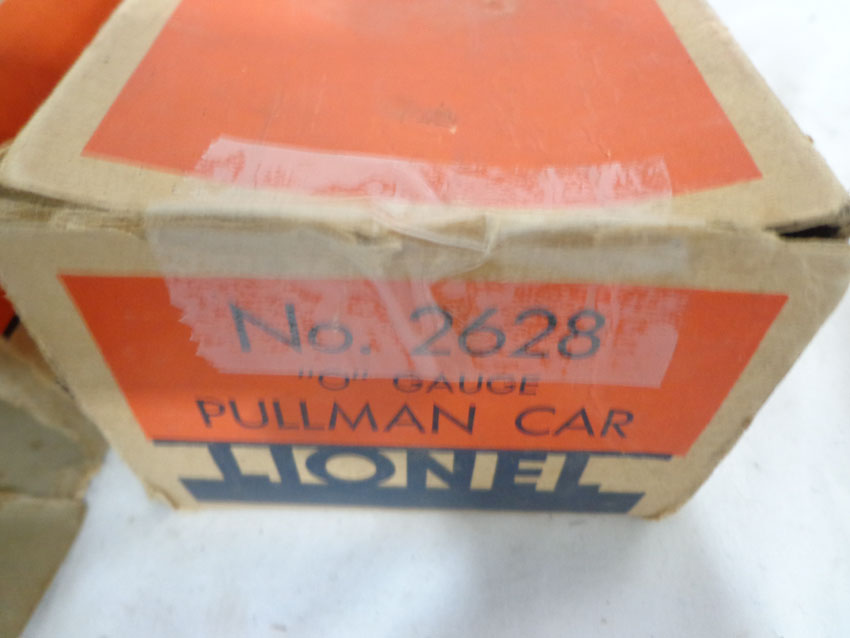 No. 2628
"O" GAUGE
PULLMAN CAR
LIONEL